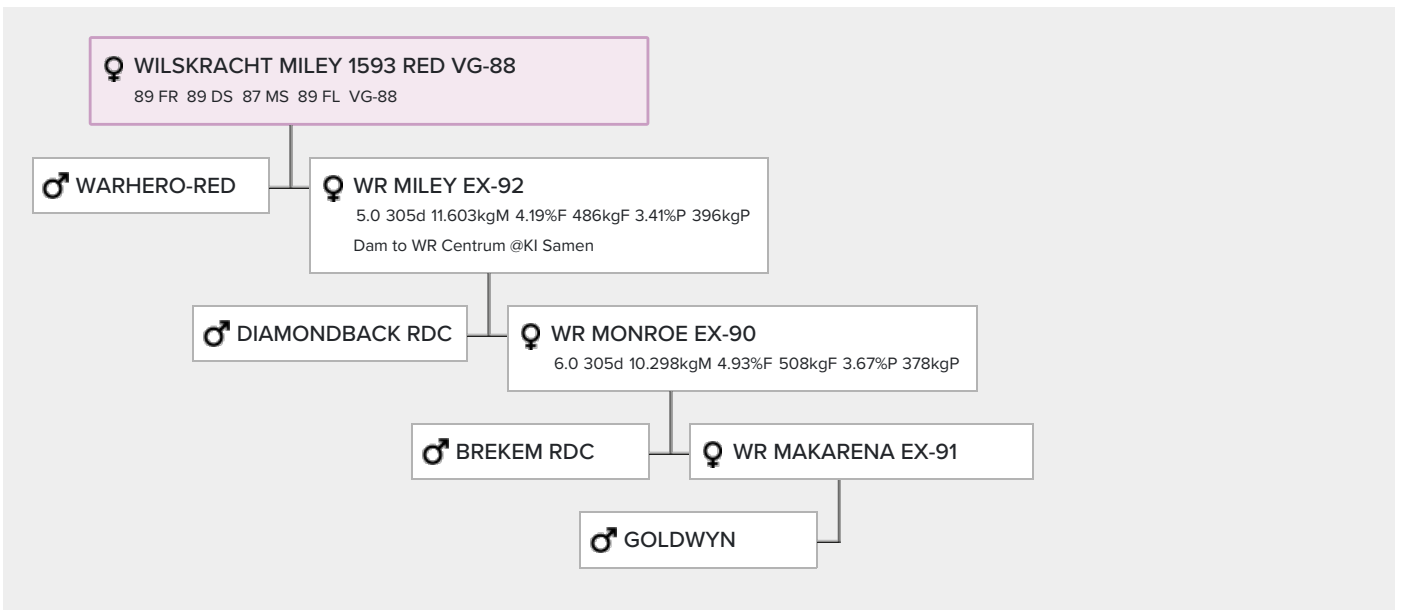 WILSKRACHT MILEY 1593 RED VG-88
89 FR 89 DS 87 MS 89 FL VG-88
WARHERO-RED
WR MILEY EX-92
5.0 305d 11.603kgM 4.19%F 486kgF 3.41%P 396kgP
Dam to WR Centrum @KI Samen
DIAMONDBACK RDC
WR MONROE EX-90
6.0 305d 10.298kgM 4.93%F 508kgF 3.67%P 378kgP
BREKEM RDC
WR MAKARENA EX-91
GOLDWYN